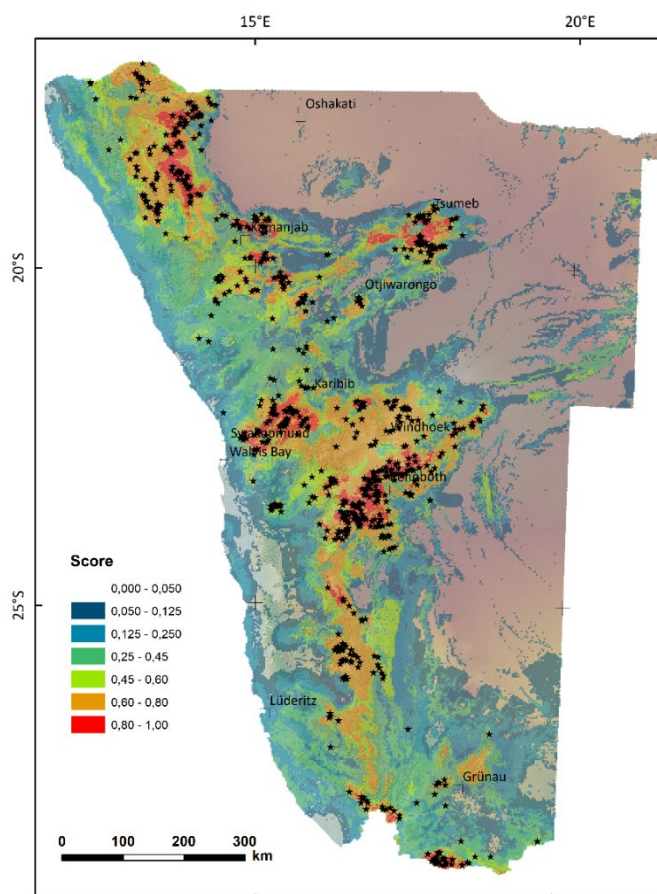 15°E 20°E
Oshakati
Tsumeb
Kamanjab
20°S 20°S
Otjiwarongo
Karibib
Windhoek
Swakopmund
Walvis Bay
Rehoboth
25°S 25°S
Score
0,000 - 0,050
0,050 - 0,125
0,125 - 0,250
0,25 - 0,45
0,45 - 0,60
0,60 - 0,80
0,80 - 1,00
Lüderitz
Grünau
0 100 200 300
km